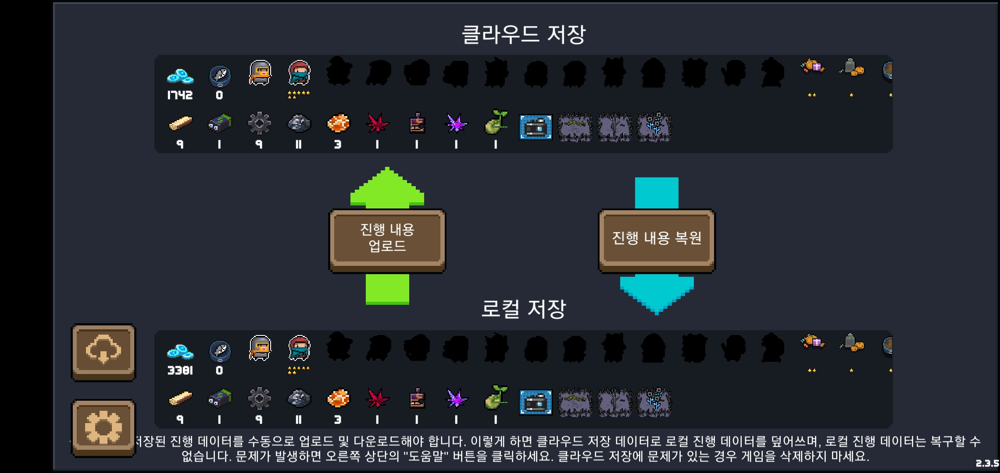 클라우드 저장
1742 0
9 1 9 11 3 1 1 1 1
진행 내용
업로드
진행 내용 복원
로컬 저장
3381 0
9 1 9 11 3 1 1 1 1
저장된 진행 데이터를 수동으로 업로드 및 다운로드해야 합니다. 이렇게 하면 클라우드 저장 데이터로 로컬 진행 데이터를 덮어쓰며, 로컬 진행 데이터는 복구할 수
없습니다. 문제가 발생하면 오른쪽 상단의 "도움말" 버튼을 클릭하세요. 클라우드 저장에 문제가 있는 경우 게임을 삭제하지 마세요.
2.3.5